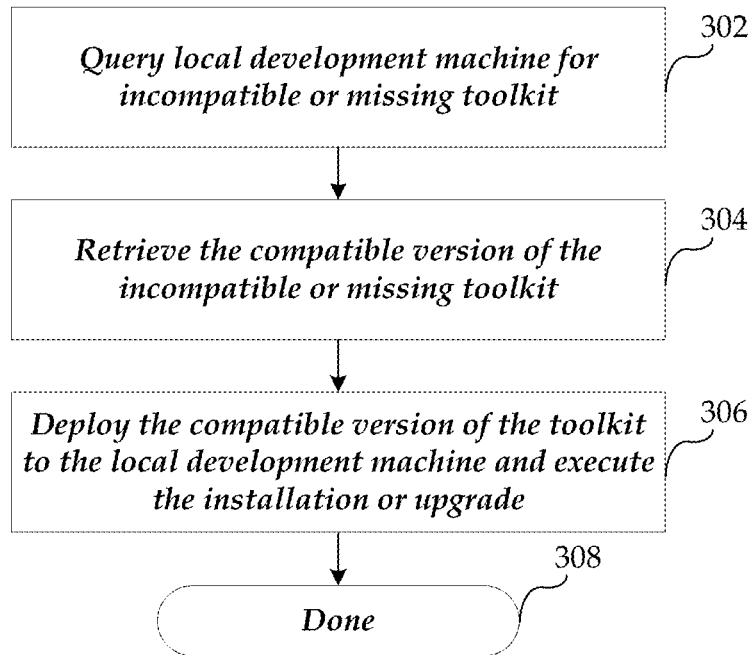 Query local development machine for
incompatible or missing toolkit
302
Retrieve the compatible version of the
incompatible or missing toolkit
304
Deploy the compatible version of the toolkit
to the local development machine and execute
the installation or upgrade
306
Done
308